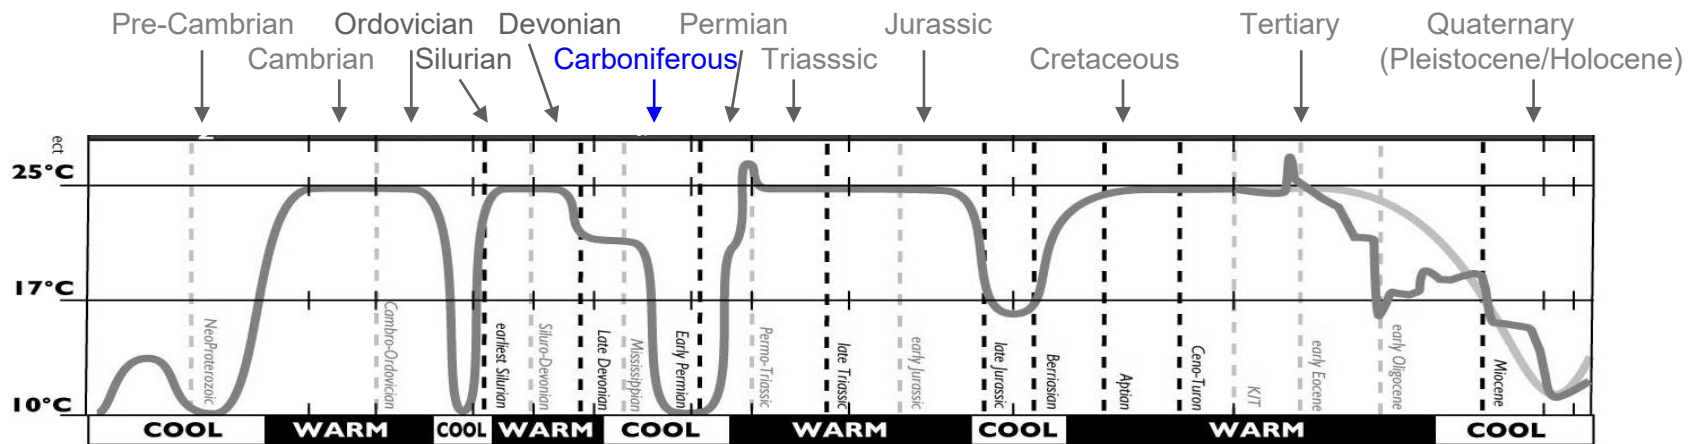 Pre-Cambrian Ordovician Devonian Permian Jurassic Tertiary Quaternary
Cambrian Silurian Carboniferous Triasssic Cretaceous (Pleistocene/Holocene)
ect
25°C
17°C
10°C
NeoProterozoic
Cambro-Ordovician
earliest Silurian
Siluro-Devonian
Late Devonian
Mississippian
Early Permian
Permo-Triassic
late Triassic
early Jurassic
late Jurassic
Berriasian
Aptian
Ceno-Turon
K/T
early Eocene
early Oligocene
Miocene
COOL WARM COOL WARM COOL WARM COOL WARM COOL